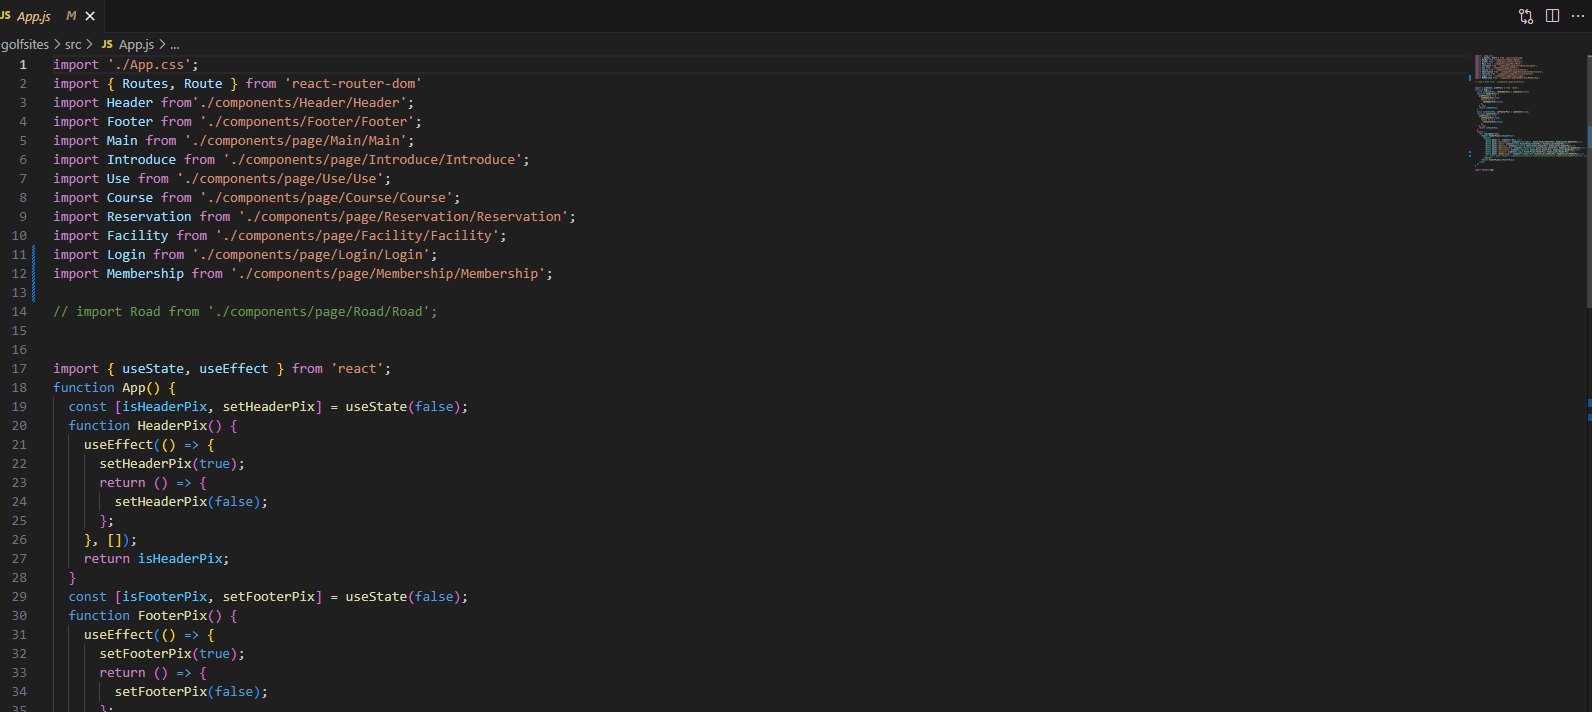 JS App.js M
golfsites > src > JS App.js > ...
1 import './App.css';
2 import { Routes, Route } from 'react-router-dom'
3 import Header from'./components/Header/Header';
4 import Footer from './components/Footer/Footer';
5 import Main from './components/page/Main/Main';
6 import Introduce from './components/page/Introduce/Introduce';
7 import Use from './components/page/Use/Use';
8 import Course from './components/page/Course/Course';
9 import Reservation from './components/page/Reservation/Reservation';
10 import Facility from './components/page/Facility/Facility';
11 import Login from './components/page/Login/Login';
12 import Membership from './components/page/Membership/Membership';
13
14 // import Road from './components/page/Road/Road';
15
16
17 import { useState, useEffect } from 'react';
18 function App() {
19 const [isHeaderPix, setHeaderPix] = useState(false);
20 function HeaderPix() {
21 useEffect(() => {
22 setHeaderPix(true);
23 return () => {
24 setHeaderPix(false);
25 };
26 }, []);
27 return isHeaderPix;
28 }
29 const [isFooterPix, setFooterPix] = useState(false);
30 function FooterPix() {
31 useEffect(() => {
32 setFooterPix(true);
33 return () => {
34 setFooterPix(false);
35 };